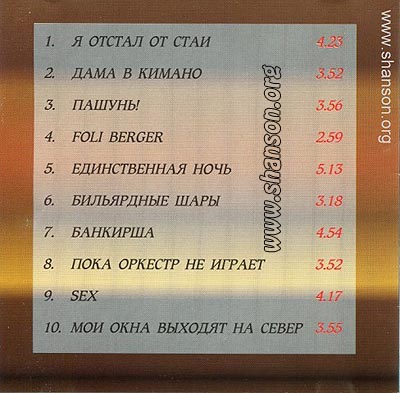 1. Я ОТСТАЛ ОТ СТАИ 4.23
2. ДАМА В КИМАНО 3.52
3. ПАШУНЬ! 3.56
4. FOLI BERGER 2.59
5. ЕДИНСТВЕННАЯ НОЧЬ 5.13
6. БИЛЬЯРДНЫЕ ШАРЫ 3.18
7. БАНКИРША 4.54
8. ПОКА ОРКЕСТР НЕ ИГРАЕТ 3.52
9. SEX 4.17
10. МОИ ОКНА ВЫХОДЯТ НА СЕВЕР 3.55
www.shanson.org
www.shanson.org